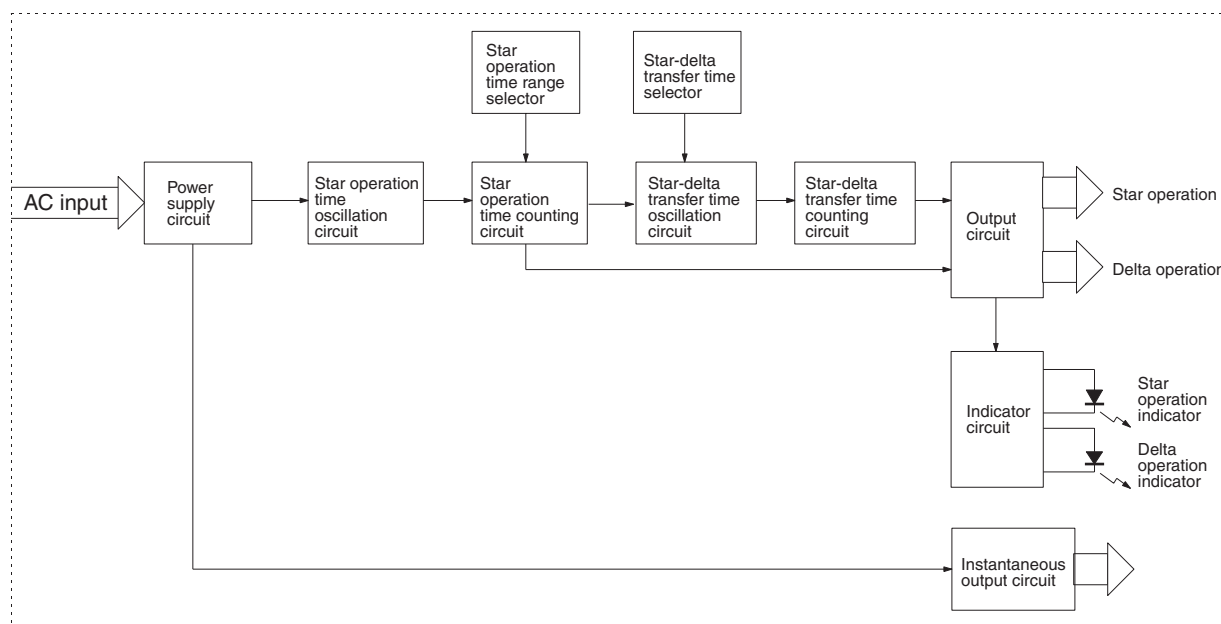 Star
operation
time range
selector
Star-delta
transfer time
selector
AC input
Power
supply
circuit
Star operation
time
oscillation
circuit
Star
operation
time counting
circuit
Star-delta
transfer time
oscillation circuit
Star-delta
transfer time
counting
circuit
Output
circuit
Star operation
Delta operation
Indicator
circuit
Star
operation
indicator
Delta
operation
indicator
Instantaneous
output circuit